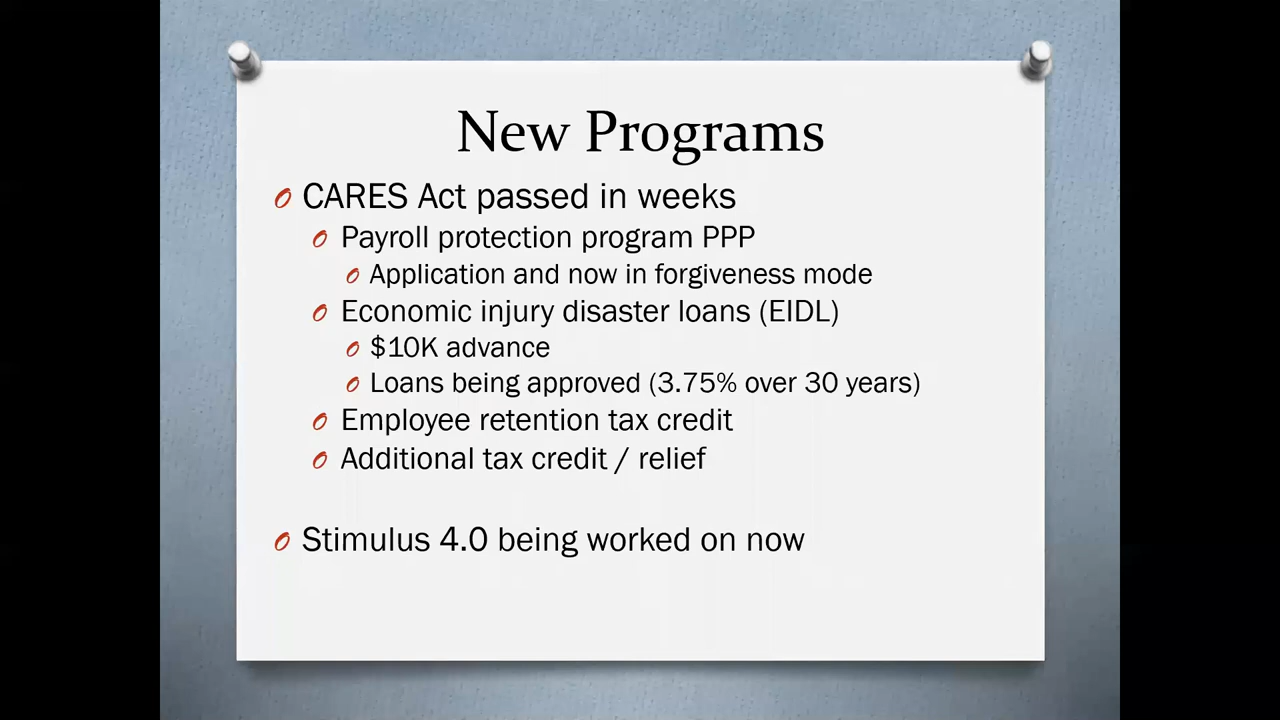 New Programs
CARES Act passed in weeks
Payroll protection program PPP
Application and now in forgiveness mode
Economic injury disaster loans (EIDL)
$10K advance
Loans being approved (3.75% over 30 years)
Employee retention tax credit
Additional tax credit / relief
Stimulus 4.0 being worked on now